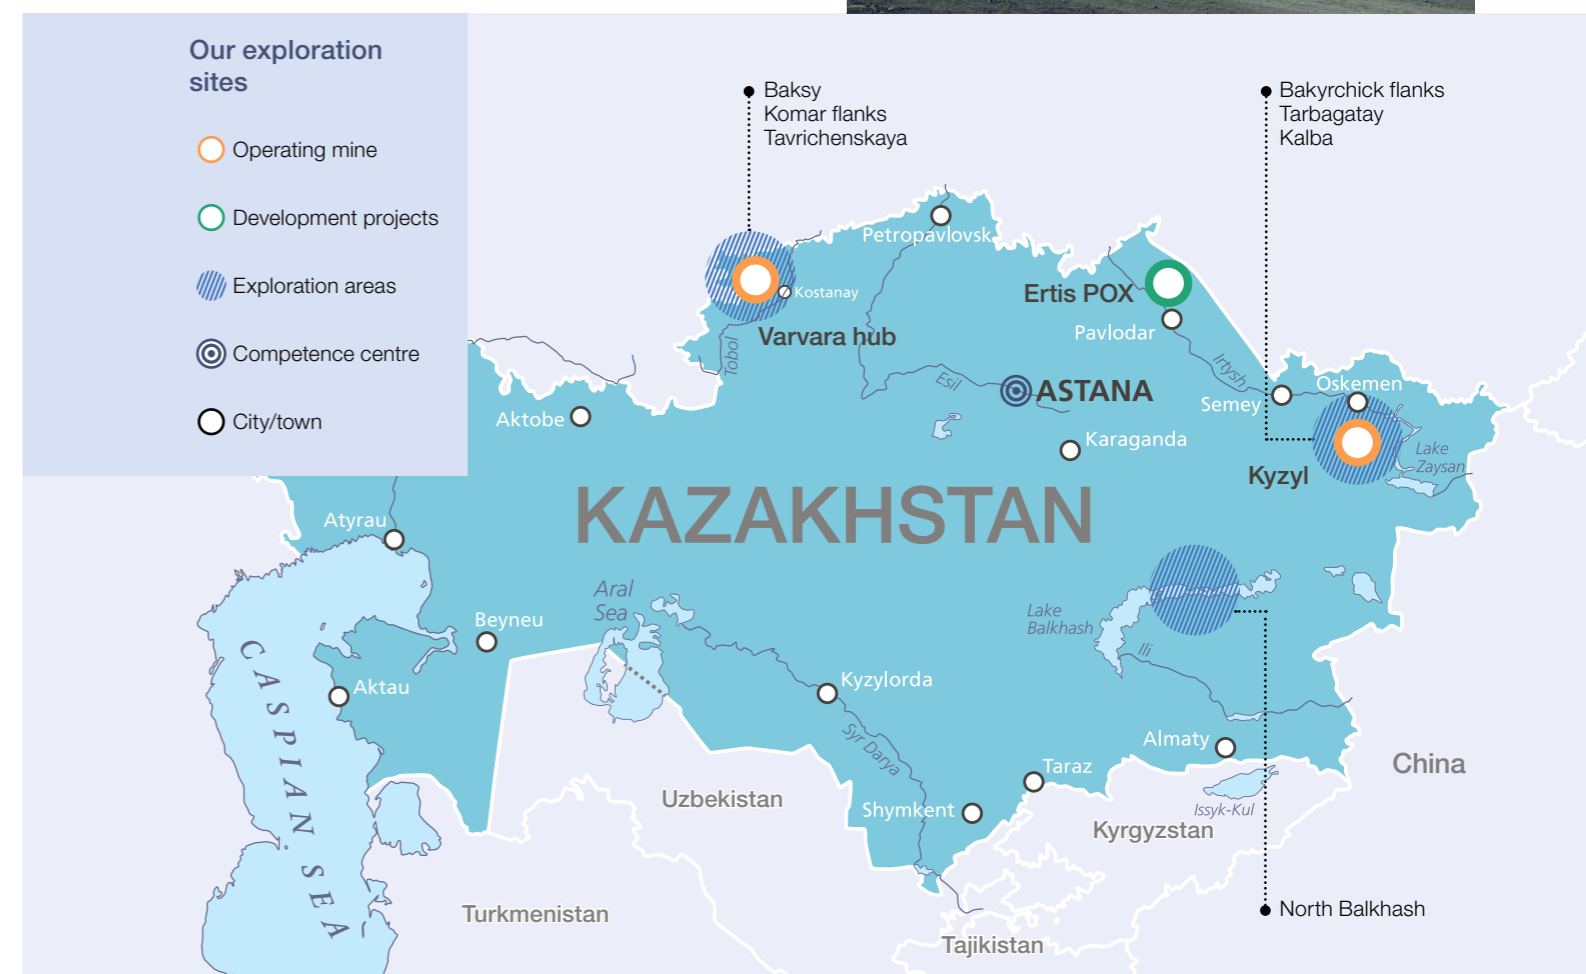 Our exploration
sites
Operating mine
Development projects
Exploration areas
Competence centre
City/town
Baksy
Komar flanks
Tavrichenskaya
Bakyrchick flanks
Tarbagatay
Kalba
Petropavlovsk
Kostanay
Varvara hub
Tobol
Ertis POX
Pavlodar
Irtysh
Esil
ASTANA
Semey
Oskemen
Aktobe
Karaganda
Kyzyl
Lake
Zaysan
KAZAKHSTAN
Atyrau
Aral
Sea
Beyneu
Lake
Balkhash
Ili
Aktau
Kyzylorda
Syr Darya
CASPIAN SEA
Almaty
Taraz
China
Uzbekistan
Shymkent
Issyk-Kul
Kyrgyzstan
Turkmenistan
Tajikistan
North Balkhash